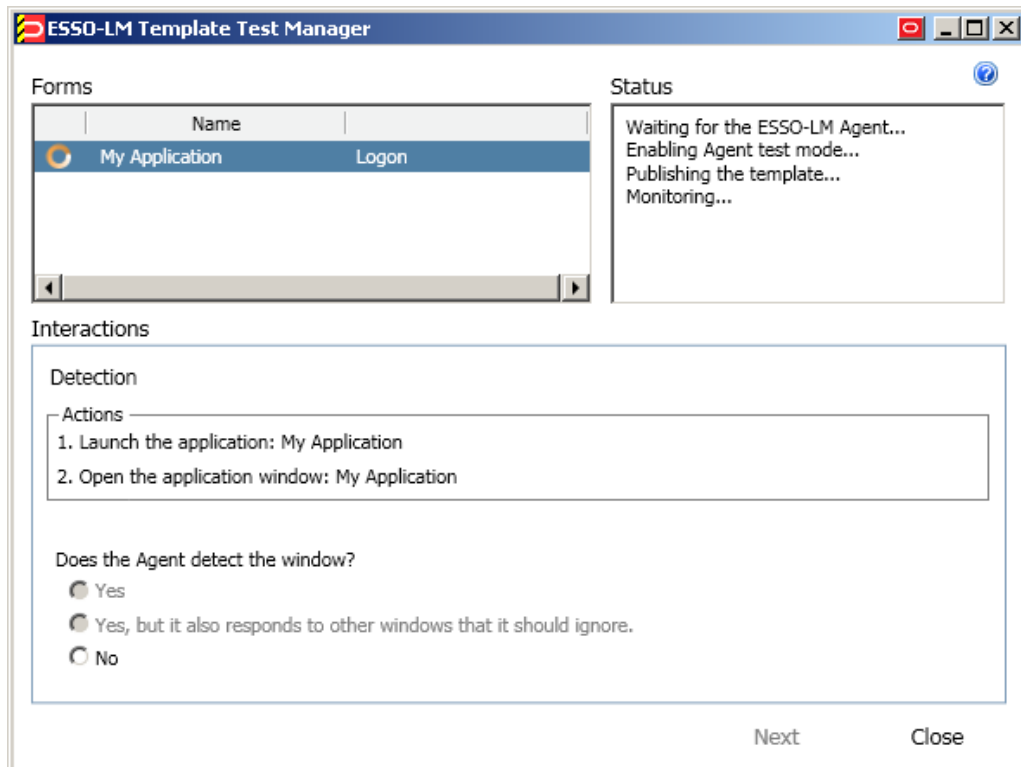 ESSO-LM Template Test Manager
Forms
Name
My Application Logon
Status
Waiting for the ESSO-LM Agent...
Enabling Agent test mode...
Publishing the template...
Monitoring...
Interactions
Detection
Actions
1. Launch the application: My Application
2. Open the application window: My Application
Does the Agent detect the window?
Yes
Yes, but it also responds to other windows that it should ignore.
No
Next Close